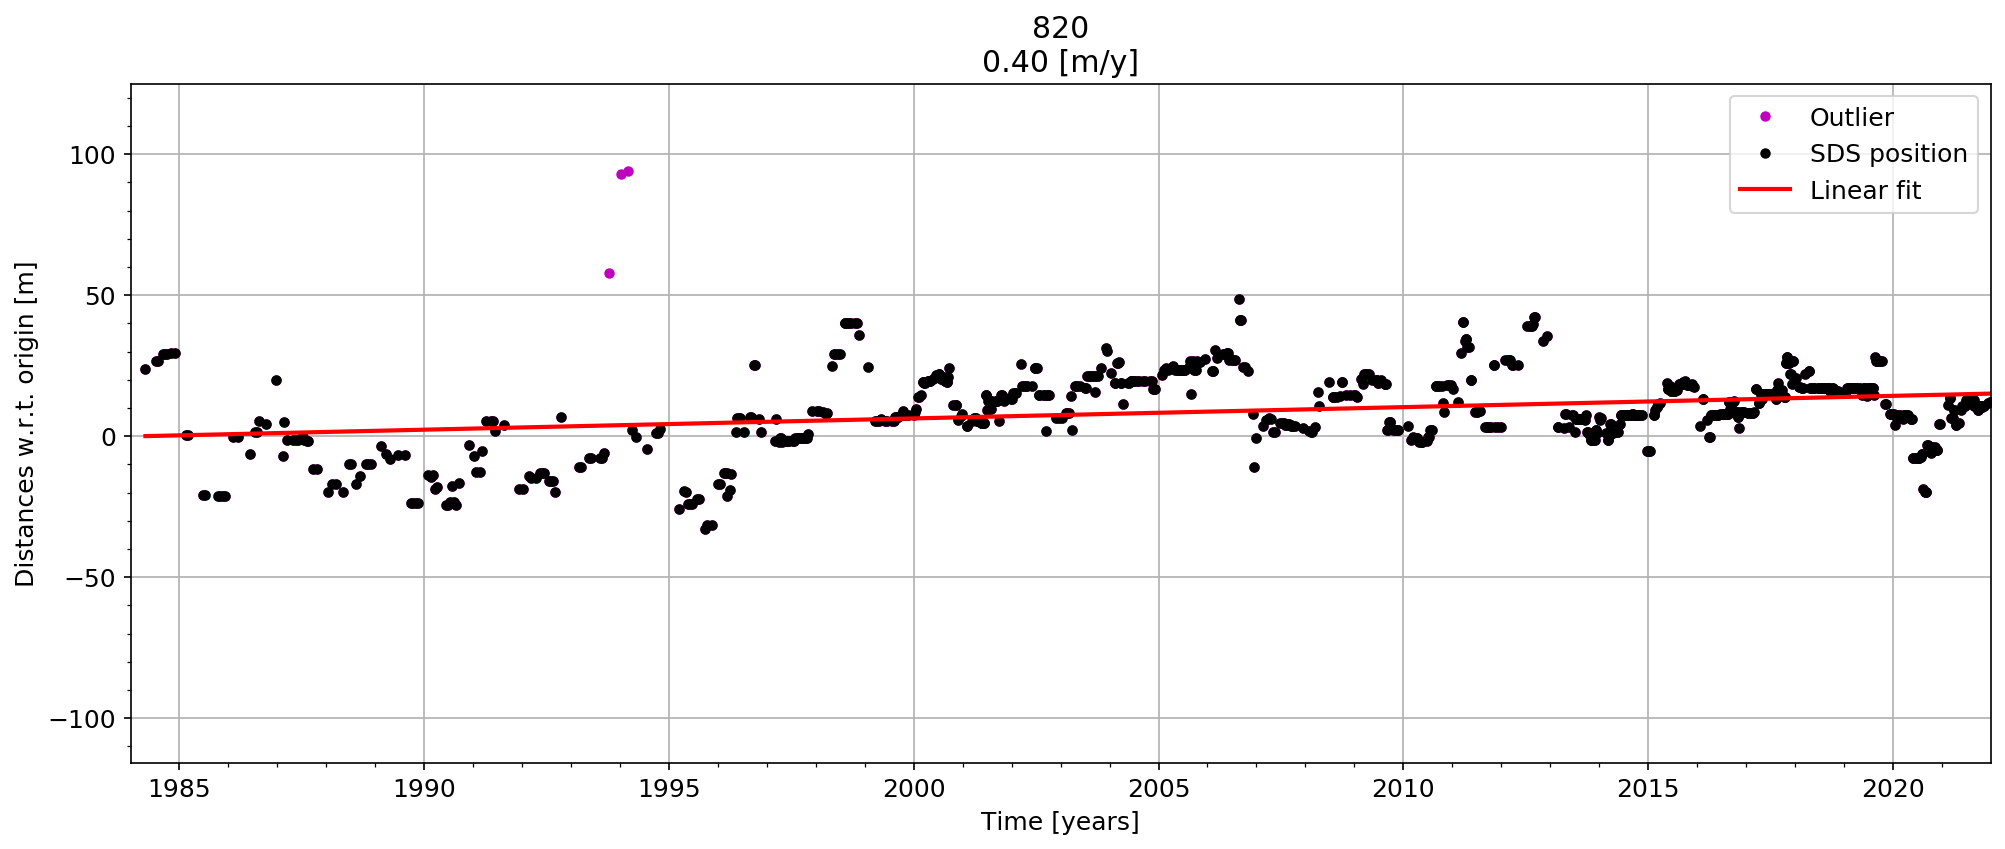 820
0.40 [m/y]
Outlier
SDS position
Linear fit
Distances w.r.t. origin [m]
100
50
0
−50
−100
1985 1990 1995 2000 2005 2010 2015 2020
Time [years]